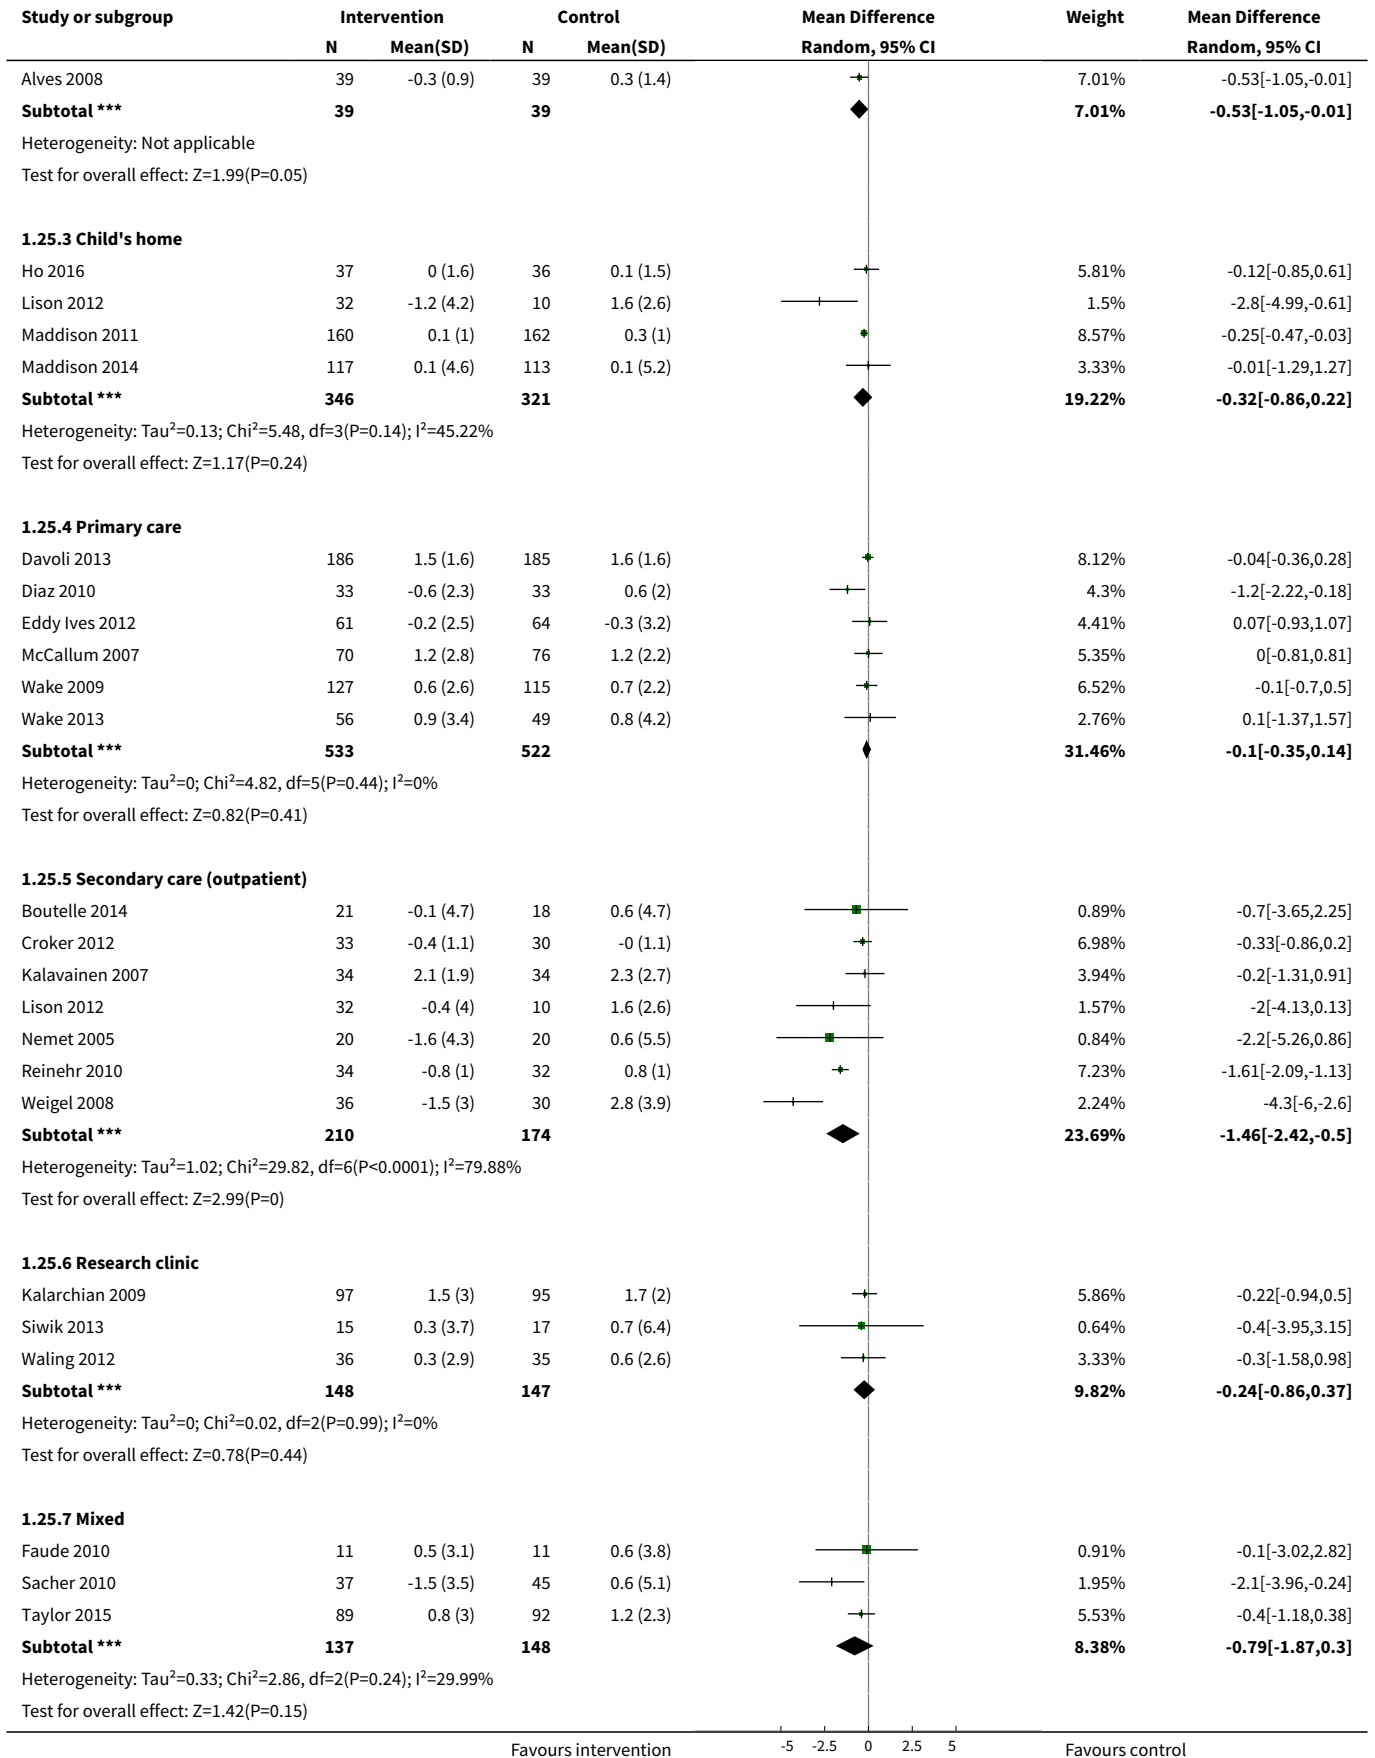 Study or subgroup Intervention Control Mean Difference Weight Mean Difference
N Mean(SD) N Mean(SD) Random, 95% CI Random, 95% CI
Alves 2008 39 -0.3 (0.9) 39 0.3 (1.4) 7.01% -0.53[-1.05,-0.01]
Subtotal *** 39 39 7.01% -0.53[-1.05,-0.01]
Heterogeneity: Not applicable
Test for overall effect: Z=1.99(P=0.05)
1.25.3 Child's home
Ho 2016 37 0 (1.6) 36 0.1 (1.5) 5.81% -0.12[-0.85,0.61]
Lison 2012 32 -1.2 (4.2) 10 1.6 (2.6) 1.5% -2.8[-4.99,-0.61]
Maddison 2011 160 0.1 (1) 162 0.3 (1) 8.57% -0.25[-0.47,-0.03]
Maddison 2014 117 0.1 (4.6) 113 0.1 (5.2) 3.33% -0.01[-1.29,1.27]
Subtotal *** 346 321 19.22% -0.32[-0.86,0.22]
Heterogeneity: Tau²=0.13; Chi²=5.48, df=3(P=0.14); I²=45.22%
Test for overall effect: Z=1.17(P=0.24)
1.25.4 Primary care
Davoli 2013 186 1.5 (1.6) 185 1.6 (1.6) 8.12% -0.04[-0.36,0.28]
Diaz 2010 33 -0.6 (2.3) 33 0.6 (2) 4.3% -1.2[-2.22,-0.18]
Eddy Ives 2012 61 -0.2 (2.5) 64 -0.3 (3.2) 4.41% 0.07[-0.93,1.07]
McCallum 2007 70 1.2 (2.8) 76 1.2 (2.2) 5.35% 0[-0.81,0.81]
Wake 2009 127 0.6 (2.6) 115 0.7 (2.2) 6.52% -0.1[-0.7,0.5]
Wake 2013 56 0.9 (3.4) 49 0.8 (4.2) 2.76% 0.1[-1.37,1.57]
Subtotal *** 533 522 31.46% -0.1[-0.35,0.14]
Heterogeneity: Tau²=0; Chi²=4.82, df=5(P=0.44); I²=0%
Test for overall effect: Z=0.82(P=0.41)
1.25.5 Secondary care (outpatient)
Boutelle 2014 21 -0.1 (4.7) 18 0.6 (4.7) 0.89% -0.7[-3.65,2.25]
Croker 2012 33 -0.4 (1.1) 30 -0 (1.1) 6.98% -0.33[-0.86,0.2]
Kalavainen 2007 34 2.1 (1.9) 34 2.3 (2.7) 3.94% -0.2[-1.31,0.91]
Lison 2012 32 -0.4 (4) 10 1.6 (2.6) 1.57% -2[-4.13,0.13]
Nemet 2005 20 -1.6 (4.3) 20 0.6 (5.5) 0.84% -2.2[-5.26,0.86]
Reinehr 2010 34 -0.8 (1) 32 0.8 (1) 7.23% -1.61[-2.09,-1.13]
Weigel 2008 36 -1.5 (3) 30 2.8 (3.9) 2.24% -4.3[-6,-2.6]
Subtotal *** 210 174 23.69% -1.46[-2.42,-0.5]
Heterogeneity: Tau²=1.02; Chi²=29.82, df=6(P<0.0001); I²=79.88%
Test for overall effect: Z=2.99(P=0)
1.25.6 Research clinic
Kalarchian 2009 97 1.5 (3) 95 1.7 (2) 5.86% -0.22[-0.94,0.5]
Siwik 2013 15 0.3 (3.7) 17 0.7 (6.4) 0.64% -0.4[-3.95,3.15]
Waling 2012 36 0.3 (2.9) 35 0.6 (2.6) 3.33% -0.3[-1.58,0.98]
Subtotal *** 148 147 9.82% -0.24[-0.86,0.37]
Heterogeneity: Tau²=0; Chi²=0.02, df=2(P=0.99); I²=0%
Test for overall effect: Z=0.78(P=0.44)
1.25.7 Mixed
Faude 2010 11 0.5 (3.1) 11 0.6 (3.8) 0.91% -0.1[-3.02,2.82]
Sacher 2010 37 -1.5 (3.5) 45 0.6 (5.1) 1.95% -2.1[-3.96,-0.24]
Taylor 2015 89 0.8 (3) 92 1.2 (2.3) 5.53% -0.4[-1.18,0.38]
Subtotal *** 137 148 8.38% -0.79[-1.87,0.3]
Heterogeneity: Tau²=0.33; Chi²=2.86, df=2(P=0.24); I²=29.99%
Test for overall effect: Z=1.42(P=0.15)
Favours intervention -5 -2.5 0 2.5 5 Favours control